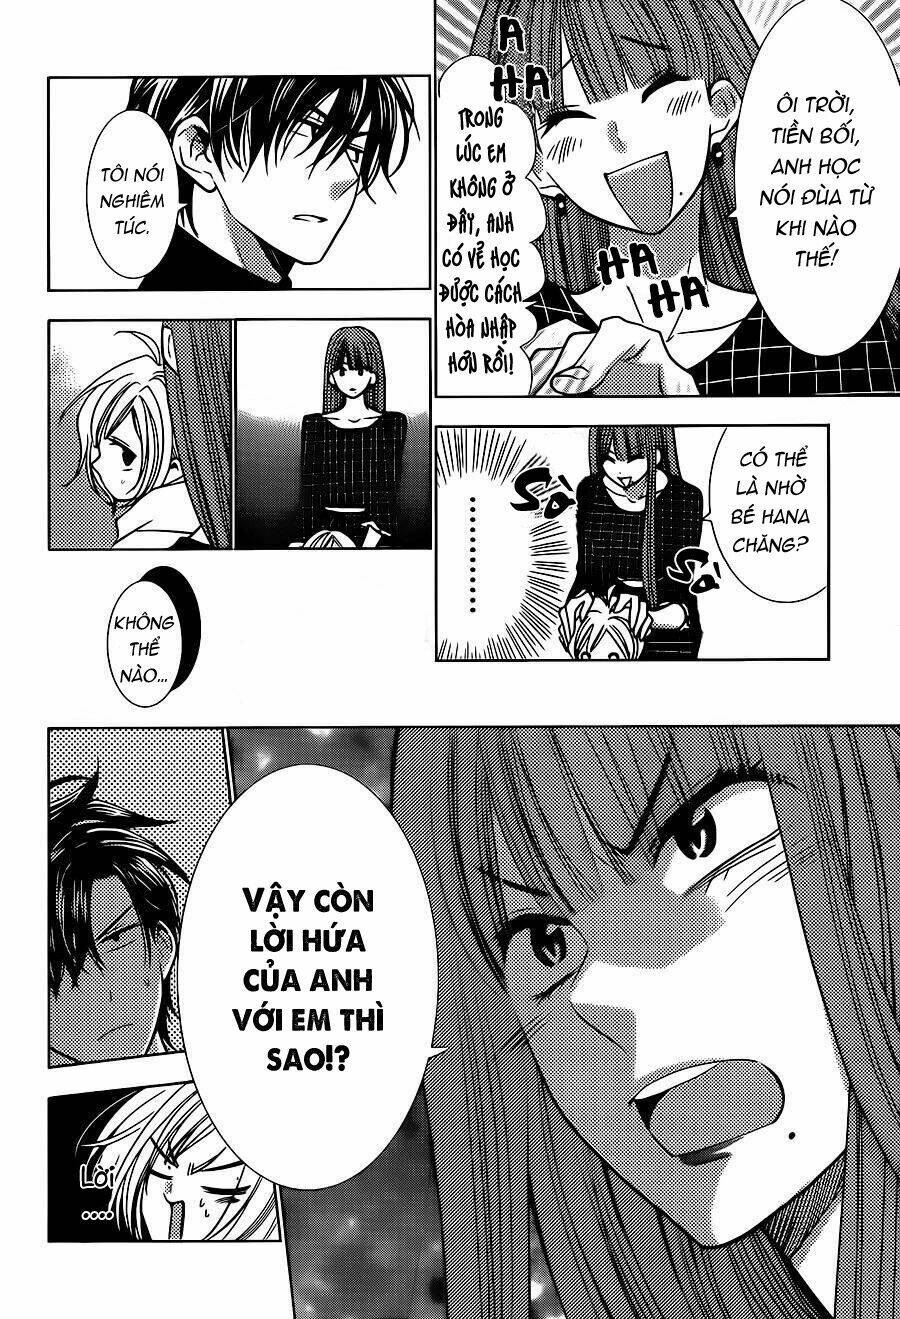 ÔI TRỜI,
TIỀN BỐI,
ANH HỌC
NÓI ĐÙA TỪ
KHI NÀO
THẾ!
A
HA
HA
HA
TRONG
LÚC EM
KHÔNG Ở
ĐÂY, ANH
CÓ VẺ HỌC
ĐƯỢC CÁCH
HÒA NHẬP
HƠN RỒI!
TÔI NÓI
NGHIÊM
TÚC.
CÓ THỂ
LÀ NHỜ
BÉ HANA
CHĂNG?
SỜ
SỜ
..........
KHÔNG
THỂ
NÀO...
VẬY CÒN
LỜI HỨA
CỦA ANH
VỚI EM THÌ
SAO!?
LỜI
....